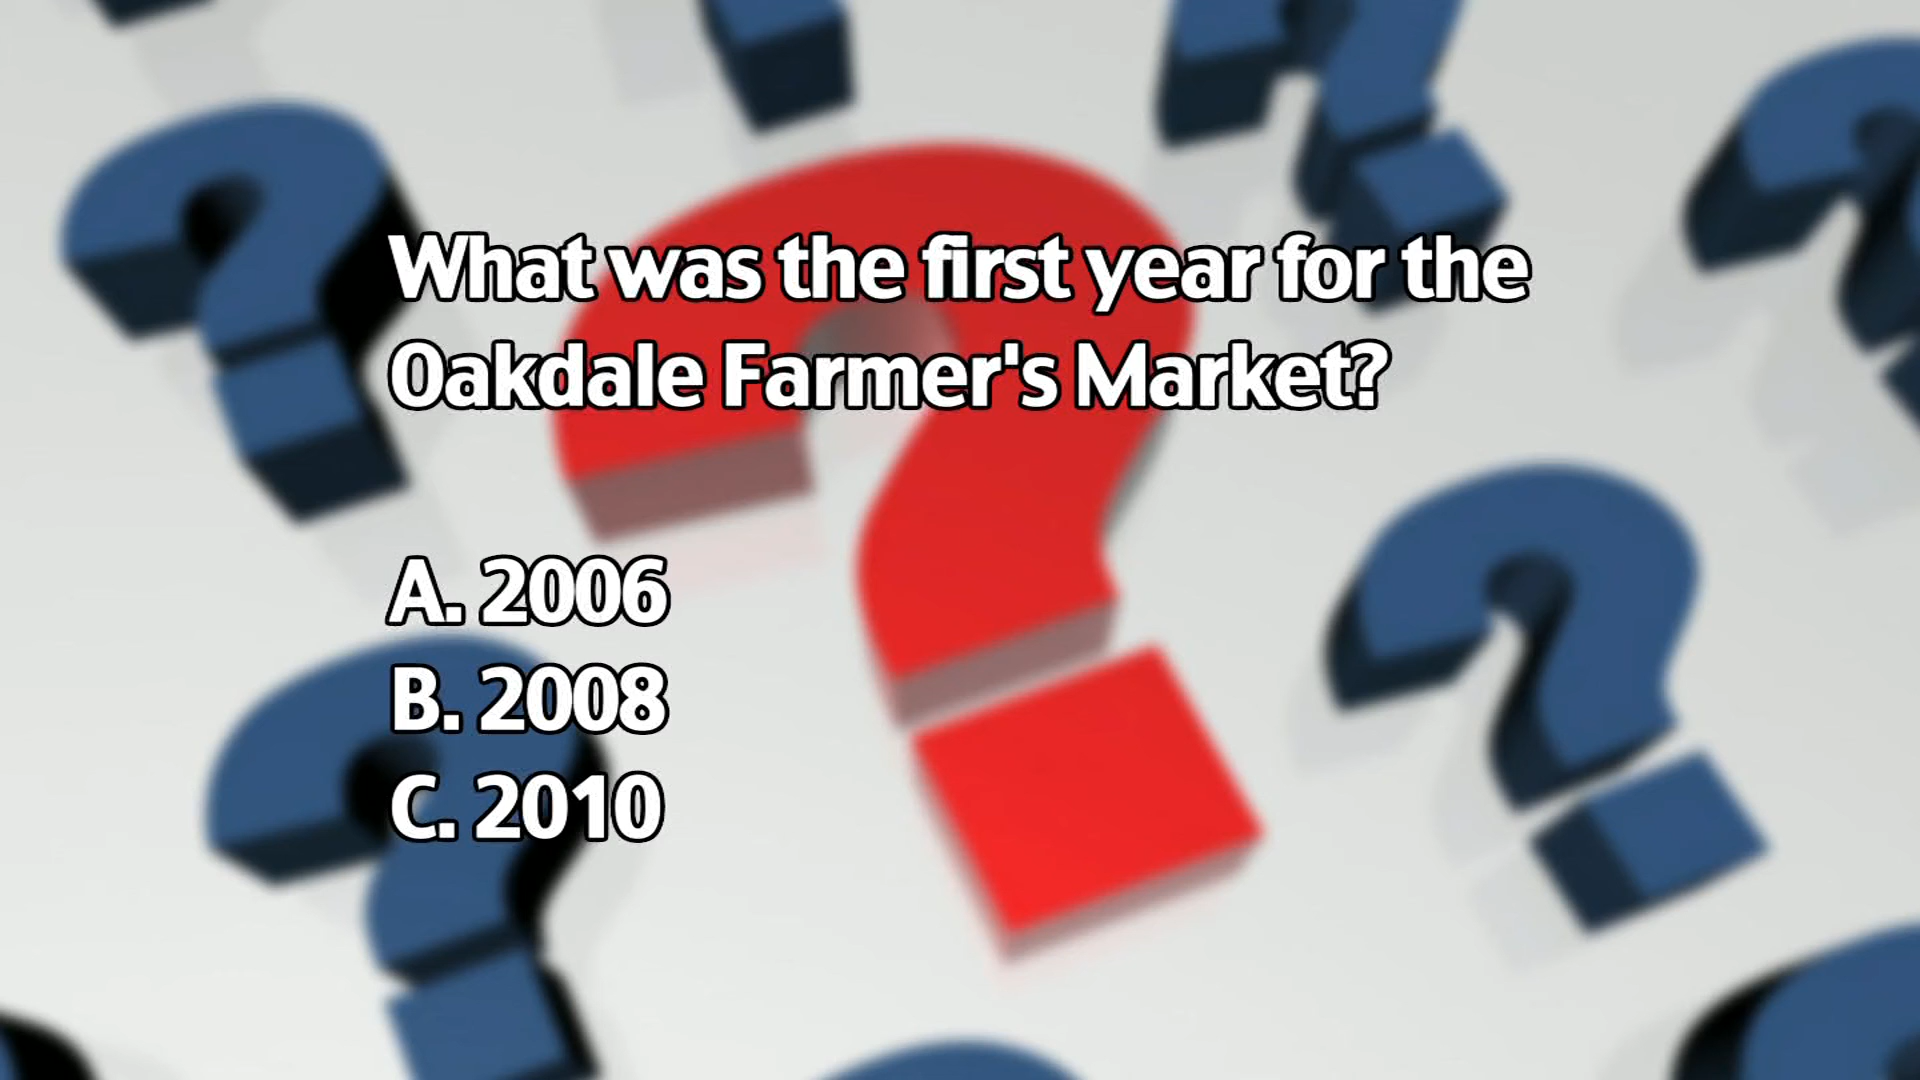 What was the first year for the
Oakdale Farmer's Market?
A. 2006
B. 2008
C. 2010